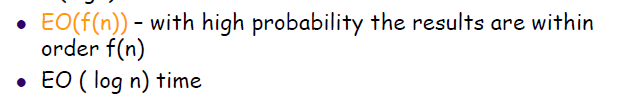 • EO(f(n)) – with high probability the results are within
order f(n)
• EO ( log n) time